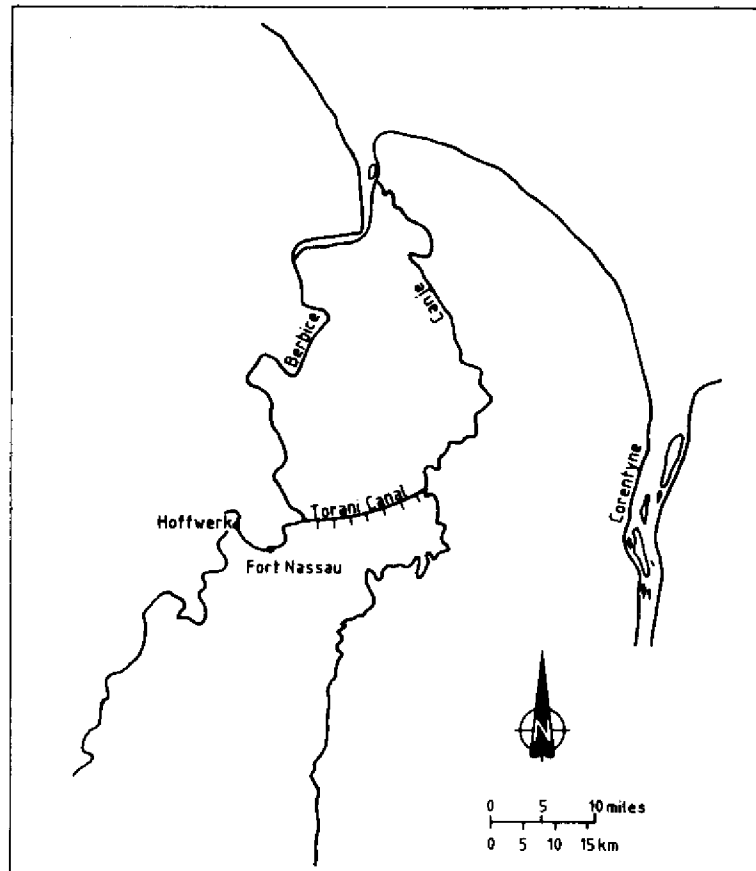 Berbice
Canje
Corentyne
Torani Canal
Hoffwerk
Fort Nassau
N
0 5 10 miles
0 5 10 15 km